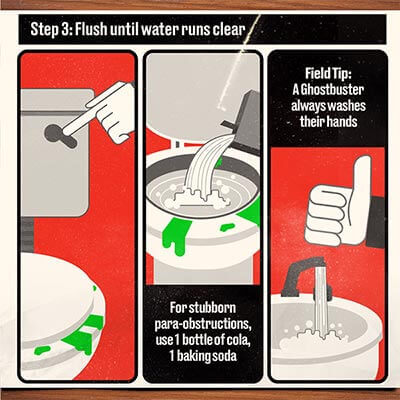 Step 3: Flush until water runs clear
Field Tip:
A Ghostbuster
always washes
their hands
For stubborn
para-obstructions,
use 1 bottle of cola,
1 baking soda